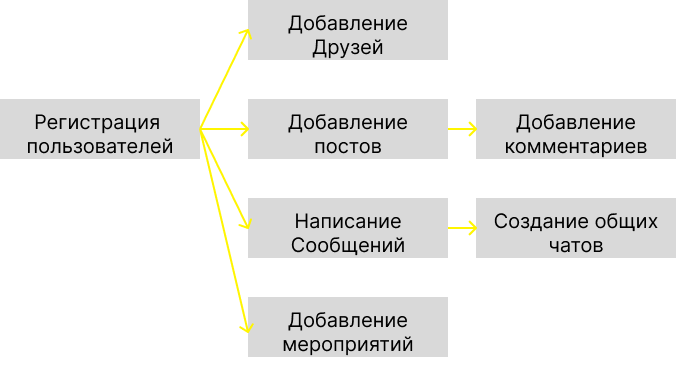 Добавление
Друзей
Регистрация
пользователей
Добавление
постов
Добавление
комментариев
Написание
Сообщений
Создание общих
чатов
Добавление
мероприятий